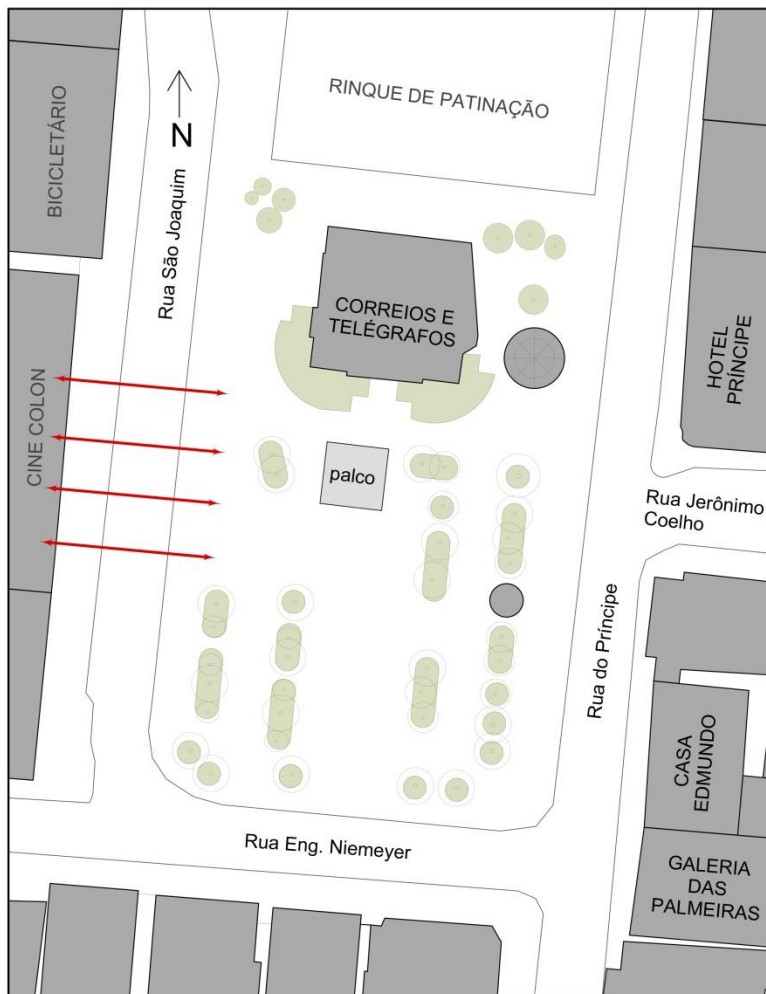 RINQUE DE PATINAÇÃO
BICICLETÁRIO
N
Rua São Joaquim
CORREIOS E
TELÉGRAFOS
HOTEL
PRÍNCIPE
CINE COLON
palco
Rua Jerônimo
Coelho
Rua do Príncipe
CASA
EDMUNDO
Rua Eng. Niemeyer
GALERIA
DAS
PALMEIRAS